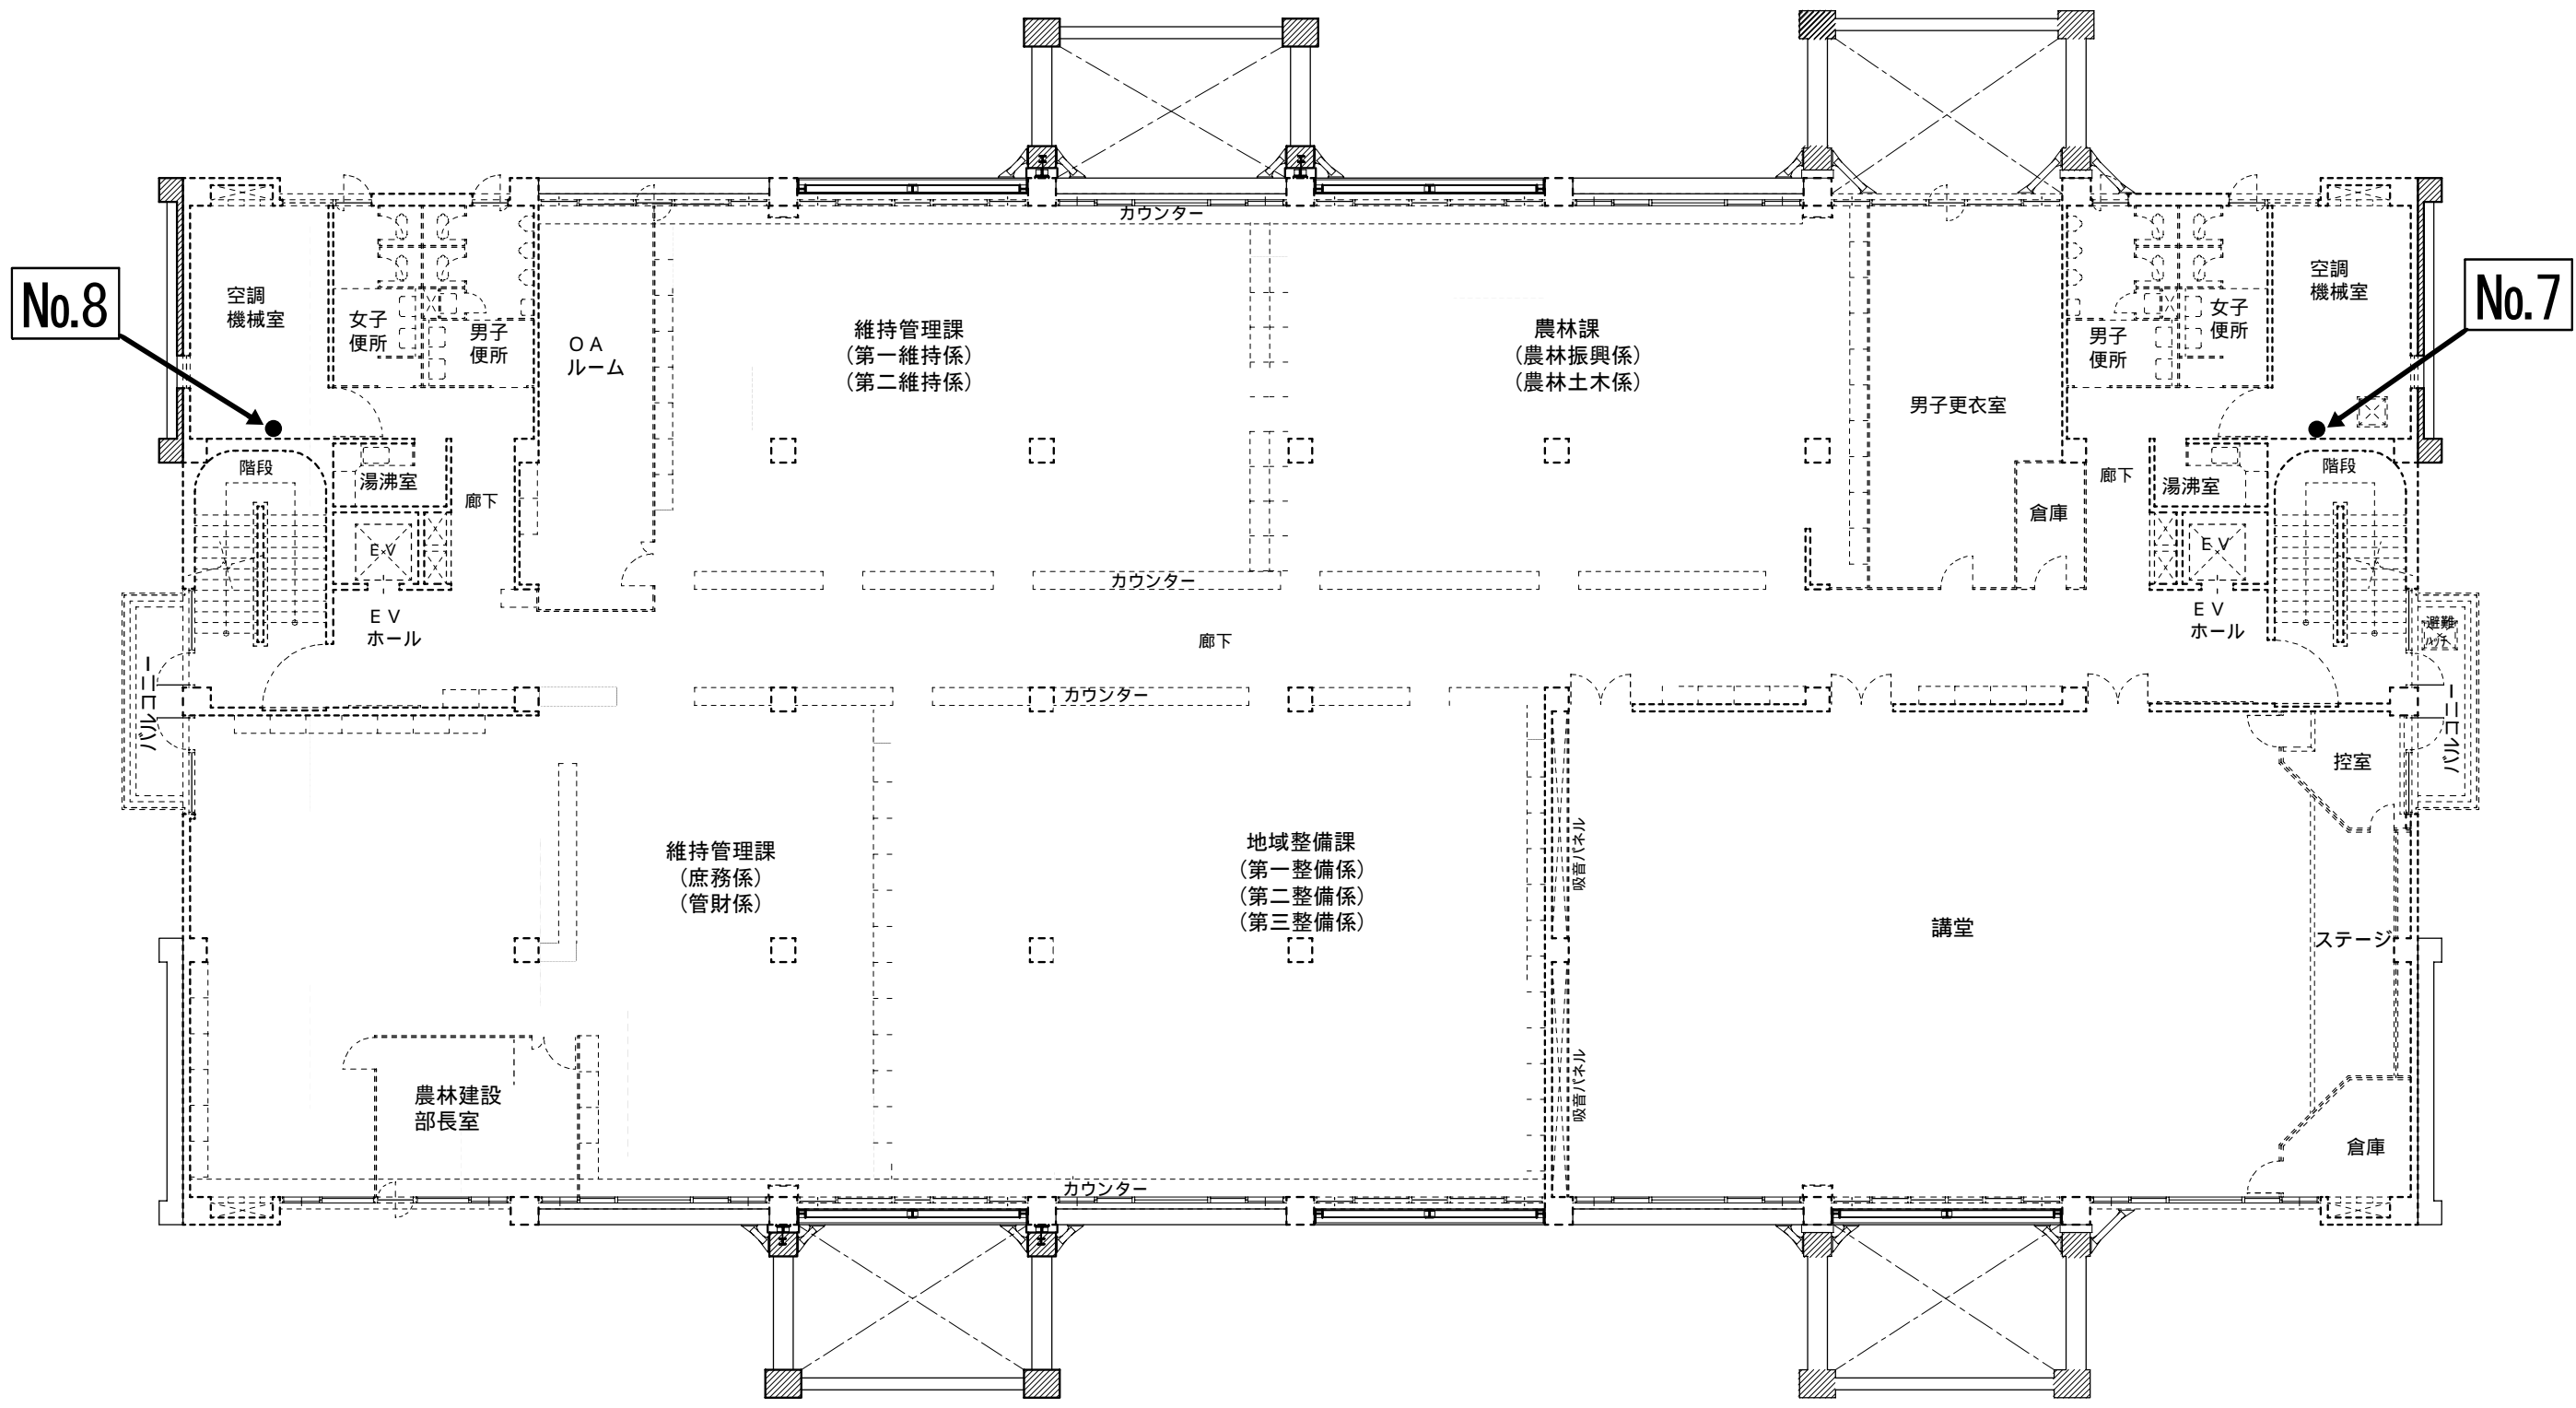 カウンター
№.8
№.7
空調
機械室
女子
便所
男子
便所
ＯＡ
ルーム
維持管理課
（第一維持係）
（第二維持係）
農林課
（農林振興係）
（農林土木係）
男子更衣室
男子
便所
女子
便所
空調
機械室
階段
湯沸室
廊下
ＥＶ
倉庫
廊下
湯沸室
階段
ＥＶ
カウンター
ＥＶ
ホール
廊下
ＥＶ
ホール
避難
ハッチ
バルコニー
カウンター
バルコニー
控室
維持管理課
（庶務係）
（管財係）
地域整備課
（第一整備係）
（第二整備係）
（第三整備係）
吸音パネル
講堂
ステージ
農林建設
部長室
吸音パネル
倉庫
カウンター